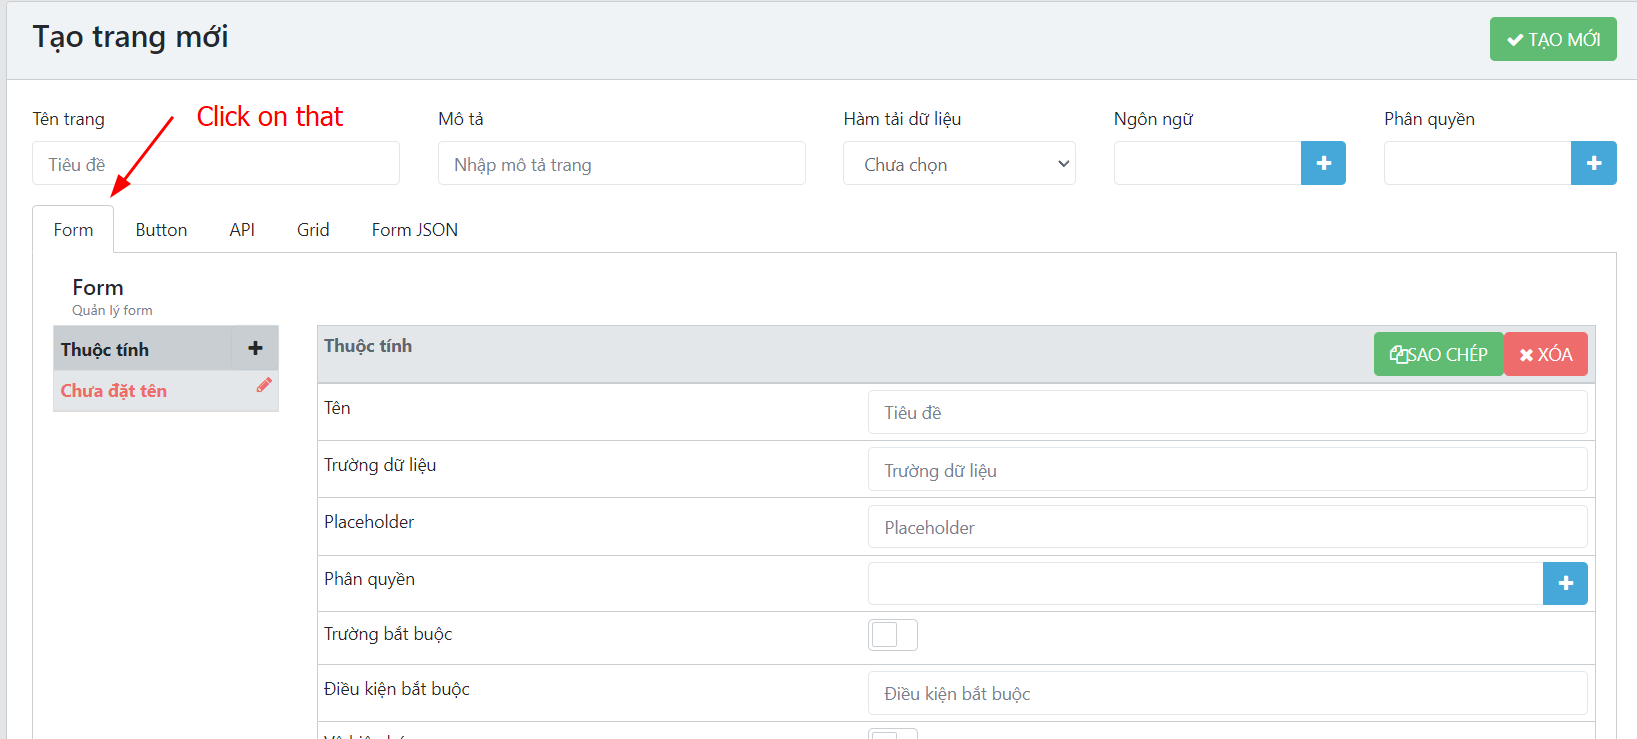 Tạo trang mới
TẠO MỚI
Click on that
Tên trang
Mô tả
Hàm tải dữ liệu
Ngôn ngữ
Phân quyền
Tiêu đề
Nhập mô tả trang
Chưa chọn
Form
Button
API
Grid
Form JSON
Form
Quản lý form
Thuộc tính
Chưa đặt tên
Thuộc tính
SAO CHÉP
XÓA
Tên
Tiêu đề
Trường dữ liệu
Trường dữ liệu
Placeholder
Placeholder
Phân quyền
Trường bắt buộc
Điều kiện bắt buộc
Điều kiện bắt buộc